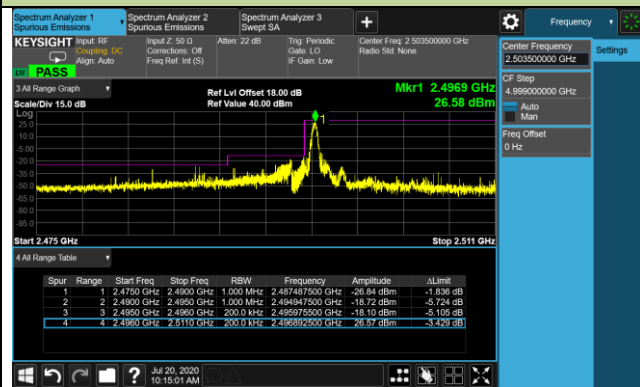 Spectrum Analyzer 1
Spurious Emissions
Spectrum Analyzer 2
Spurious Emissions
Spectrum Analyzer 3
Swept SA
Frequency
KEYSIGHT
Input: RF
Coupling: DC
Align: Auto
Input Z: 50 Ω
Corrections: Off
Freq Ref: Int (S)
Atten: 22 dB
Trig: Periodic
Gate: LO
IF Gain: Low
Center Freq: 2.503500000 GHz
Radio Std: None
PASS
Center Frequency
2.503500000 GHz
Settings
CF Step
4.999000000 GHz
Auto
Man
Freq Offset
0 Hz
3 All Range Graph
Scale/Div 15.0 dB
Ref Lvl Offset 18.00 dB
Ref Value 40.00 dBm
Mkr1 2.4969 GHz
26.58 dBm
Log
25.0
10.0
-5.00
-20.0
-35.0
-50.0
-65.0
-80.0
-95.0
1
Start 2.475 GHz
Stop 2.511 GHz
4 All Range Table
Spur Range Start Freq Stop Freq RBW Frequency Amplitude ΔLimit
1 1 2.4750 GHz 2.4900 GHz 1.000 MHz 2.487487500 GHz -26.84 dBm -1.836 dB
2 2 2.4900 GHz 2.4950 GHz 1.000 MHz 2.494947500 GHz -18.72 dBm -5.724 dB
3 3 2.4950 GHz 2.4960 GHz 200.0 kHz 2.495975500 GHz -18.10 dBm -5.105 dB
4 4 2.4960 GHz 2.5110 GHz 200.0 kHz 2.496892500 GHz 26.57 dBm -3.429 dB
Jul 20, 2020
10:15:01 AM